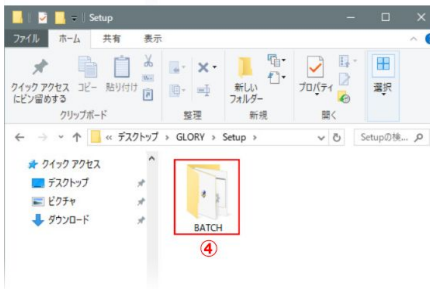 Setup
ファイル ホーム 共有 表示
クイック アクセス にピン留めする
コピー
貼り付け
新しい フォルダー
プロパティ
選択
クリップボード 整理 新規 開く
« デスクトップ > GLORY > Setup >
Setupの検...
クイック アクセス
デスクトップ
ピクチャ
ダウンロード
BATCH
④